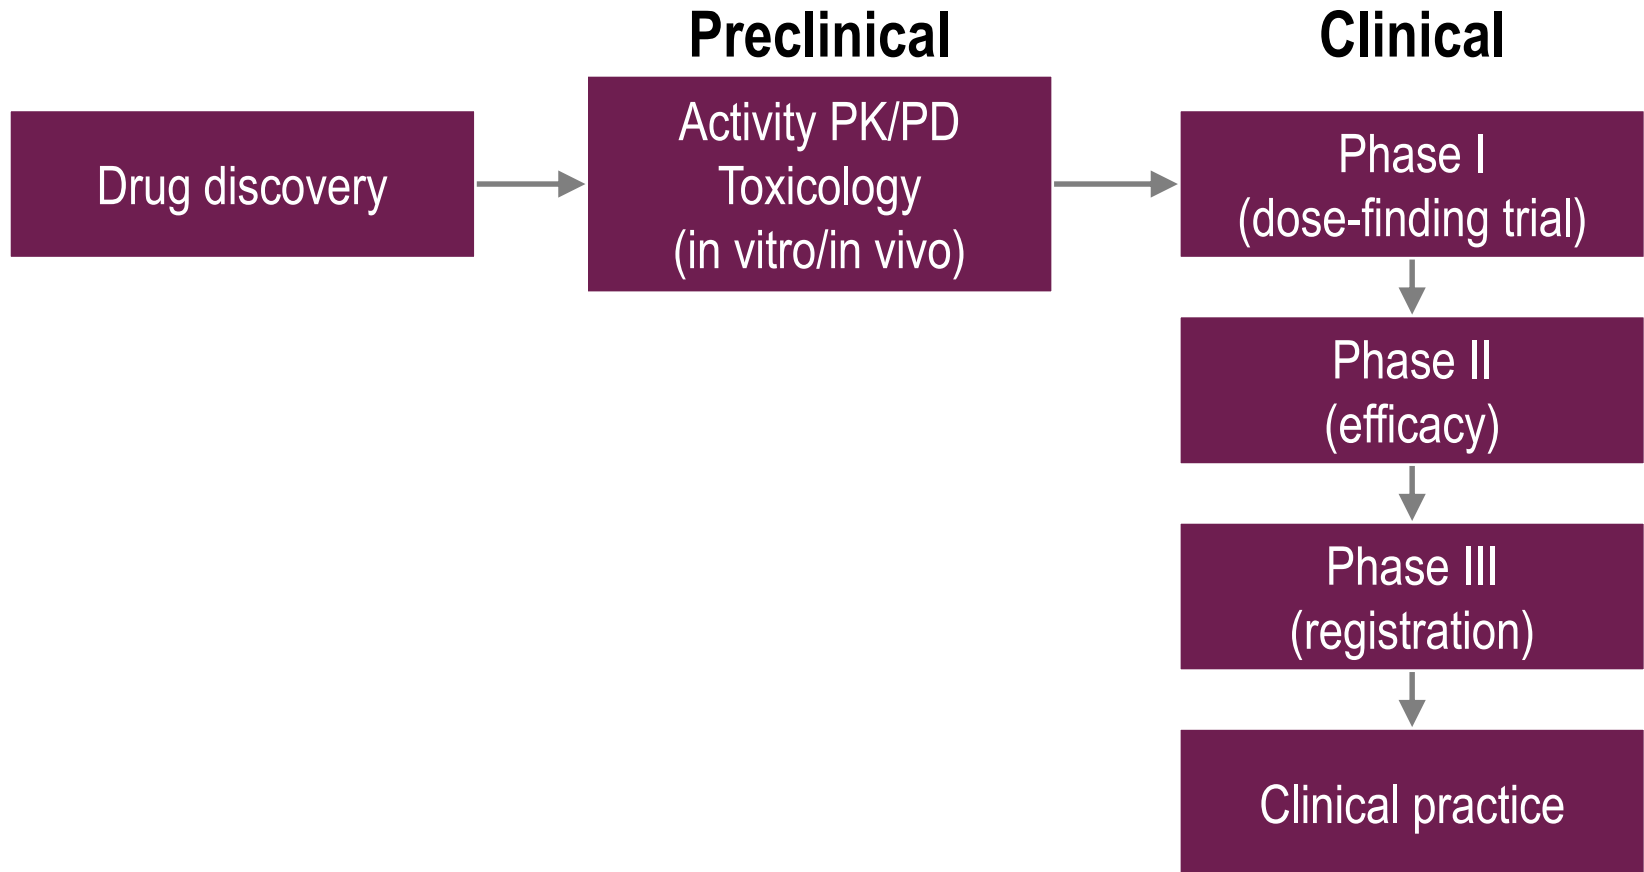 Preclinical
Clinical
Drug discovery
Activity PK/PD
Toxicology
(in vitro/in vivo)
Phase I
(dose-finding trial)
Phase II
(efficacy)
Phase III
(registration)
Clinical practice